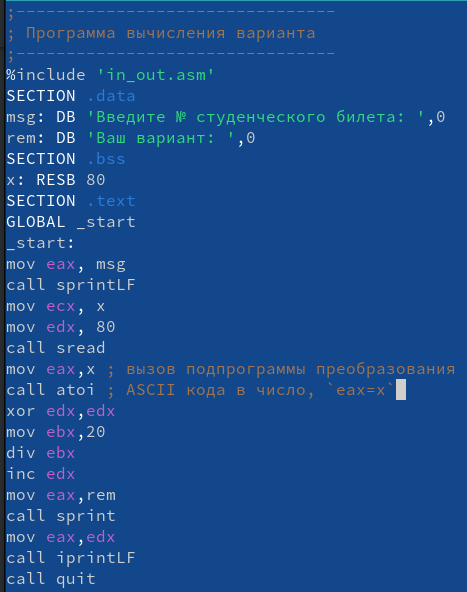 ;--------------------------------
; Программа вычисления варианта
;--------------------------------
%include 'in_out.asm'
SECTION .data
msg: DB 'Введите № студенческого билета: ',0
rem: DB 'Ваш вариант: ',0
SECTION .bss
x: RESB 80
SECTION .text
GLOBAL _start
_start:
mov eax, msg
call sprintLF
mov ecx, x
mov edx, 80
call sread
mov eax,x ; вызов подпрограммы преобразования
call atoi ; ASCII кода в число, `eax=x`
xor edx,edx
mov ebx,20
div ebx
inc edx
mov eax,rem
call sprint
mov eax,edx
call iprintLF
call quit